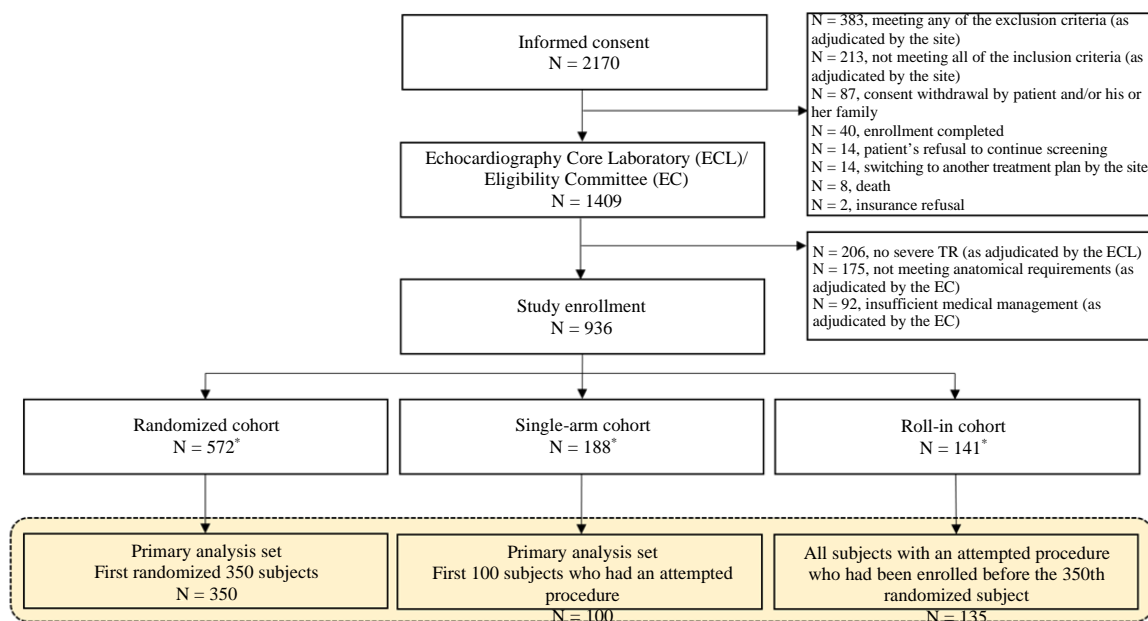 Informed consent
N = 2170
N = 383, meeting any of the exclusion criteria (as
adjudicated by the site)
N = 213, not meeting all of the inclusion criteria (as
adjudicated by the site)
N = 87, consent withdrawal by patient and/or his or
her family
N = 40, enrollment completed
N = 14, patient's refusal to continue screening
N = 14, switching to another treatment plan by the site
N = 8, death
N = 2, insurance refusal
Echocardiography Core Laboratory (ECL)/
Eligibility Committee (EC)
N = 1409
N = 206, no severe TR (as adjudicated by the ECL)
N = 175, not meeting anatomical requirements (as
adjudicated by the EC)
N = 92, insufficient medical management (as
adjudicated by the EC)
Study enrollment
N = 936
Randomized cohort
N = 572*
Single-arm cohort
N = 188*
Roll-in cohort
N = 141*
Primary analysis set
First randomized 350 subjects
N = 350
Primary analysis set
First 100 subjects who had an attempted
procedure
N = 100
All subjects with an attempted procedure
who had been enrolled before the 350th
randomized subject
N = 135